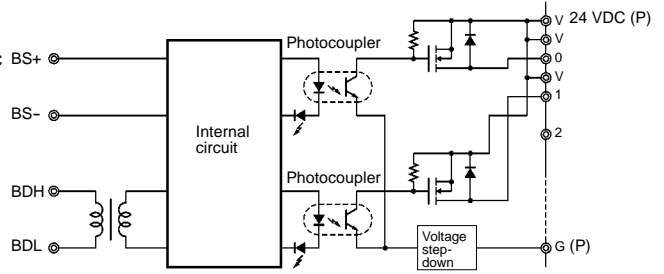 V 24 VDC (P)
Photocoupler
V
C BS+
0
V
1
BS–
Internal
circuit
2
Photocoupler
BDH
Voltage
step-
down
BDL
G (P)